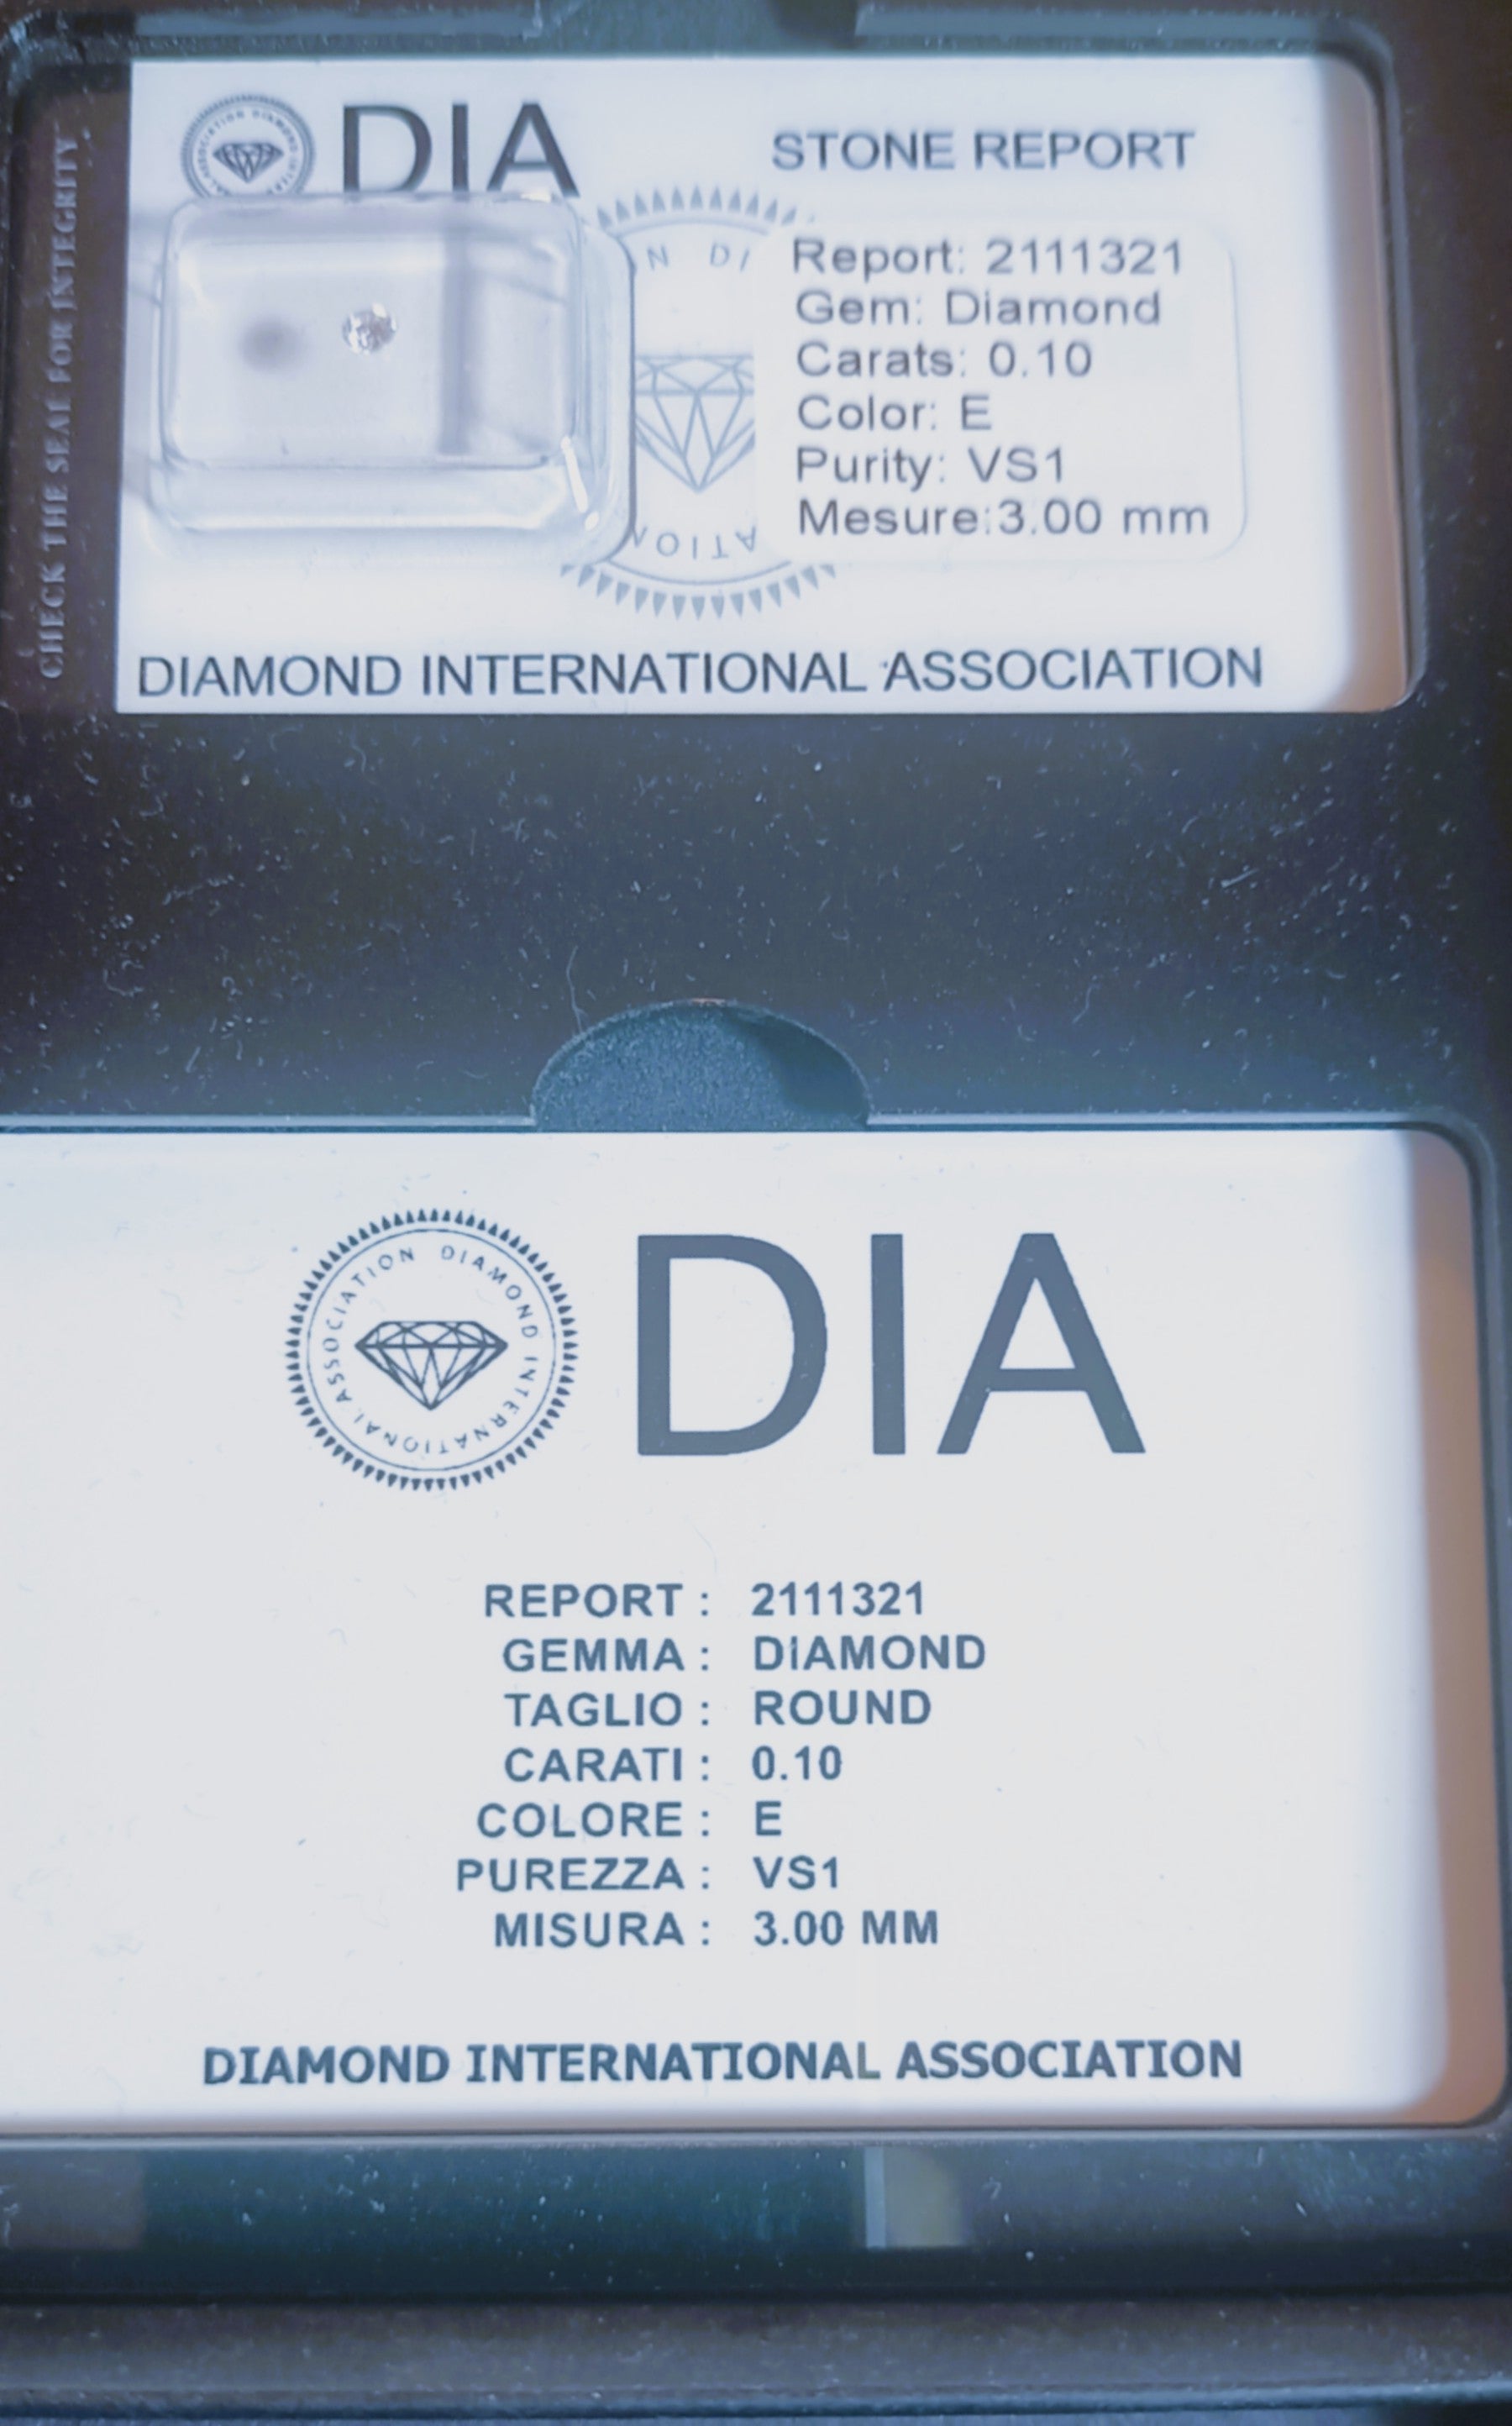 CHECK THE SEAL FOR INTEGRITY
DIA
STONE REPORT
N DI
Report: 2111321
Gem: Diamond
Carats: 0.10
Color: E
Purity: VS1
Mesure:3.00 mm
ATION
DIAMOND INTERNATIONAL ASSOCIATION
DIAMOND INTERNATIONAL ASSOCIATION
DIA
REPORT : 2111321
GEMMA : DIAMOND
TAGLIO : ROUND
CARATI : 0.10
COLORE : E
PUREZZA : VS1
MISURA : 3.00 MM
DIAMOND INTERNATIONAL ASSOCIATION